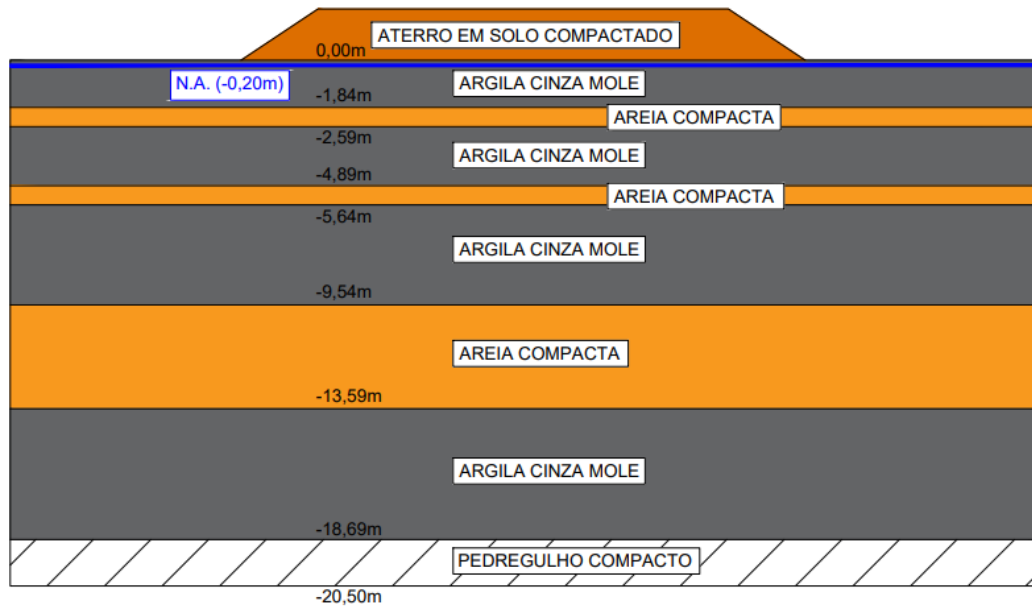 ATERRO EM SOLO COMPACTADO
0,00m
N.A. (-0,20m)
ARGILA CINZA MOLE
-1,84m
AREIA COMPACTA
-2,59m
ARGILA CINZA MOLE
-4,89m
AREIA COMPACTA
-5,64m
ARGILA CINZA MOLE
-9,54m
AREIA COMPACTA
-13,59m
ARGILA CINZA MOLE
-18,69m
PEDREGULHO COMPACTO
-20,50m